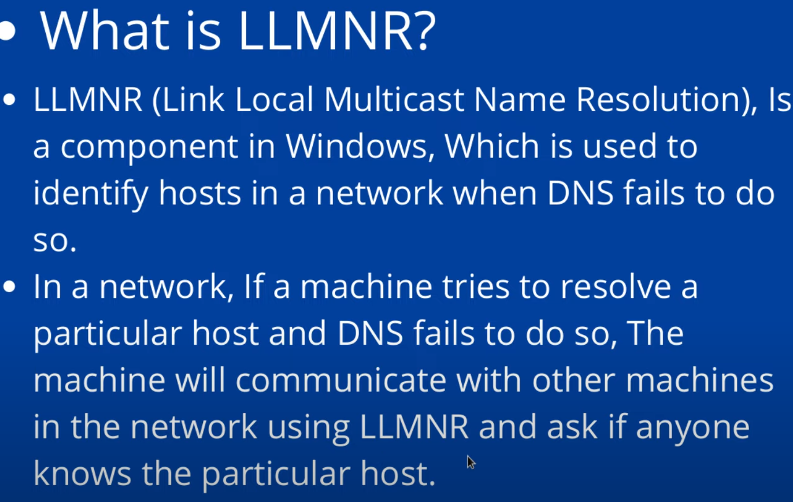 • What is LLMNR?
• LLMNR (Link Local Multicast Name Resolution), Is
a component in Windows, Which is used to
identify hosts in a network when DNS fails to do
so.
• In a network, If a machine tries to resolve a
particular host and DNS fails to do so, The
machine will communicate with other machines
in the network using LLMNR and ask if anyone
knows the particular host.